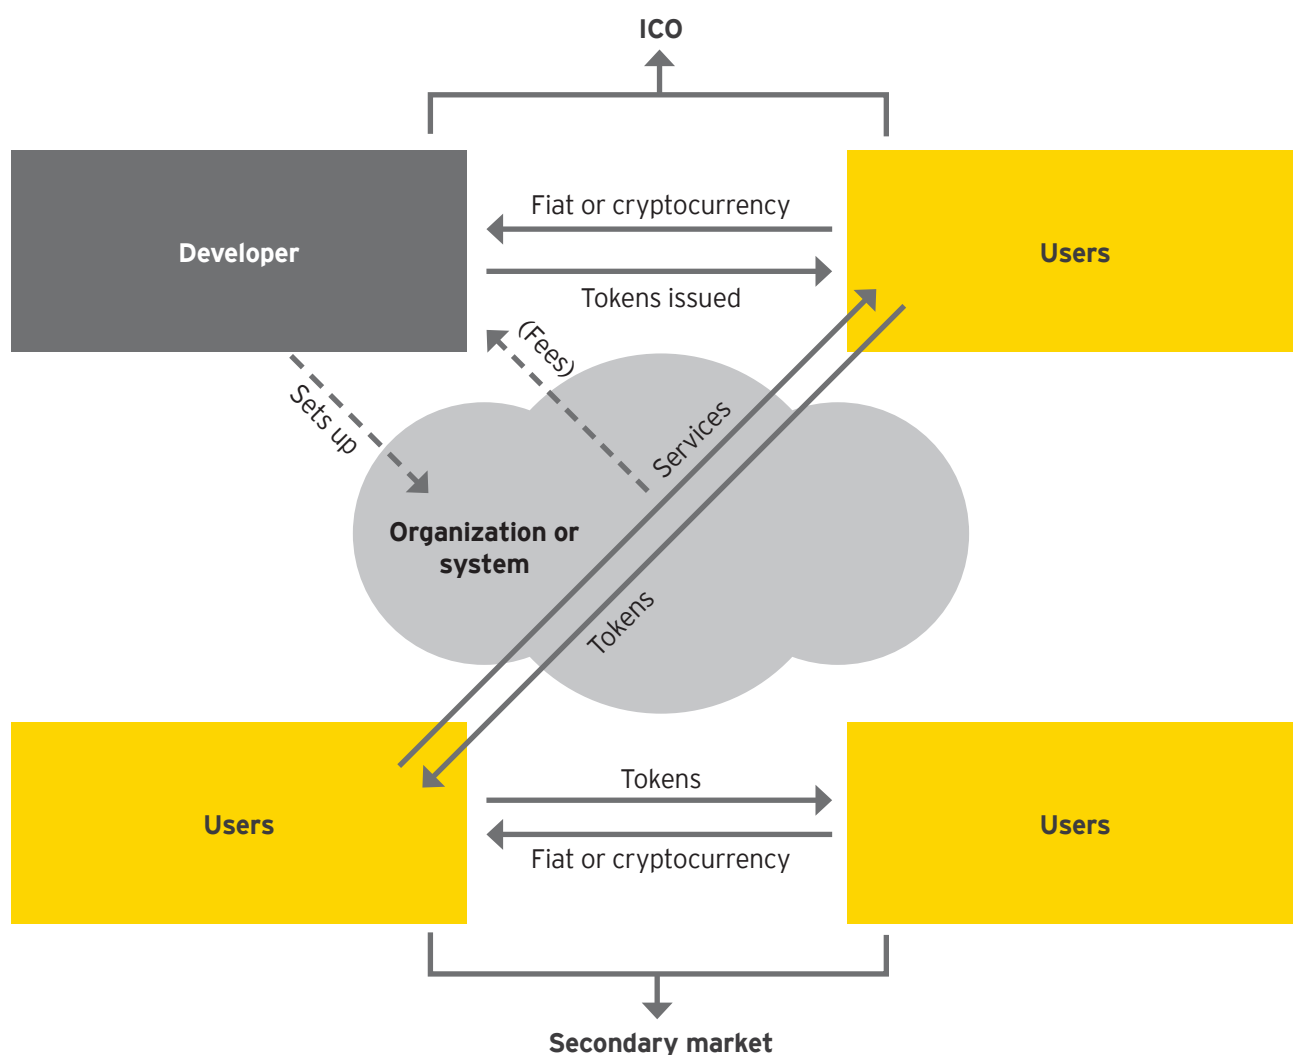 ICO
Developer
Fiat or cryptocurrency
Tokens issued
Users
(Fees)
Sets up
Services
Organization or
system
Tokens
Users
Tokens
Fiat or cryptocurrency
Users
Secondary market